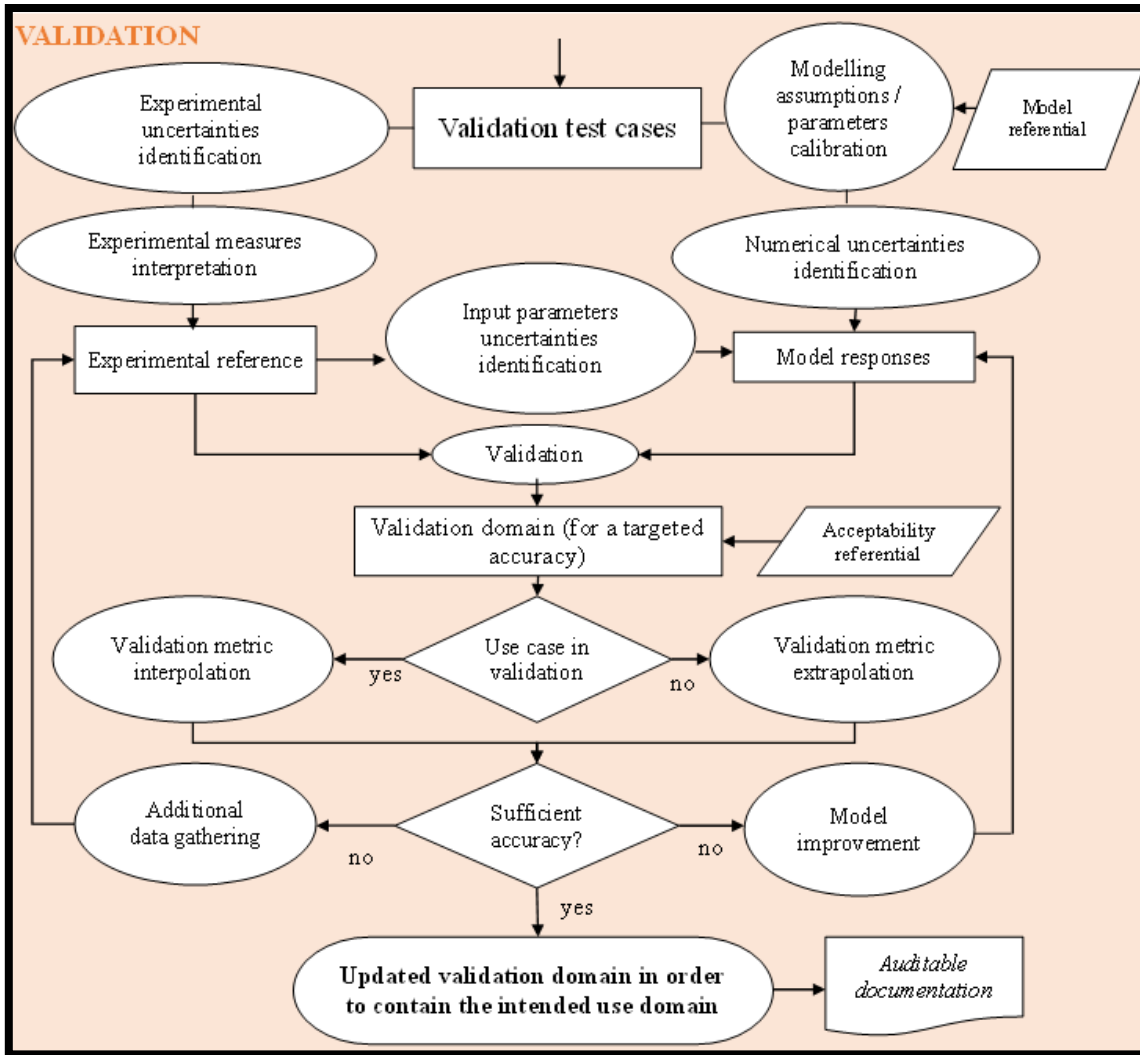 VALIDATION
Experimental
uncertainties
identification
Validation test cases
Modelling
assumptions /
parameters
calibration
Model
referential
Experimental measures
interpretation
Numerical uncertainties
identification
Input parameters
uncertainties
identification
Experimental reference
Model responses
Validation
Validation domain (for a targeted
accuracy)
Acceptability
referential
Validation metric
interpolation
yes
Use case in
validation
no
Validation metric
extrapolation
Additional
data gathering
no
Sufficient
accuracy?
no
Model
improvement
yes
Updated validation domain in order
to contain the intended use domain
Auditable
documentation